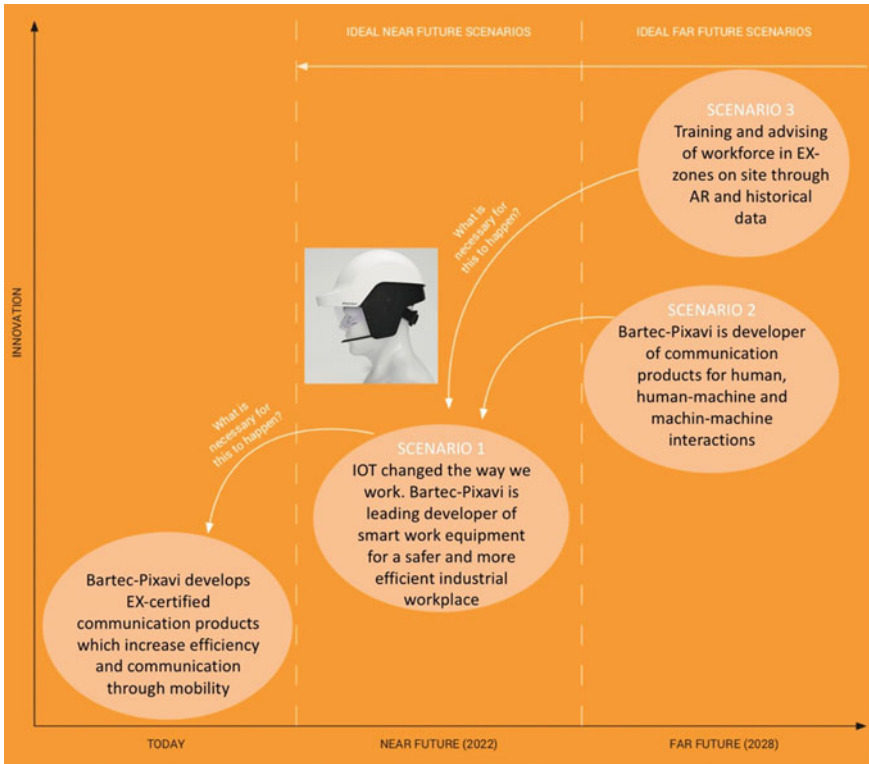 IDEAL NEAR FUTURE SCENARIOS
IDEAL FAR FUTURE SCENARIOS
SCENARIO 3
Training and advising
of workforce in EX-
zones on site through
AR and historical
data
What is
necessary for
this to happen?
SCENARIO 2
Bartec-Pixavi is developer
of communication
products for human,
human-machine and
machin-machine
interactions
INNOVATION
What is
necessary for
this to happen?
SCENARIO 1
IOT changed the way we
work. Bartec-Pixavi is
leading developer of
smart work equipment
for a safer and more
efficient industrial
workplace
Bartec-Pixavi develops
EX-certified
communication products
which increase efficiency
and communication
through mobility
TODAY
NEAR FUTURE (2022)
FAR FUTURE (2028)